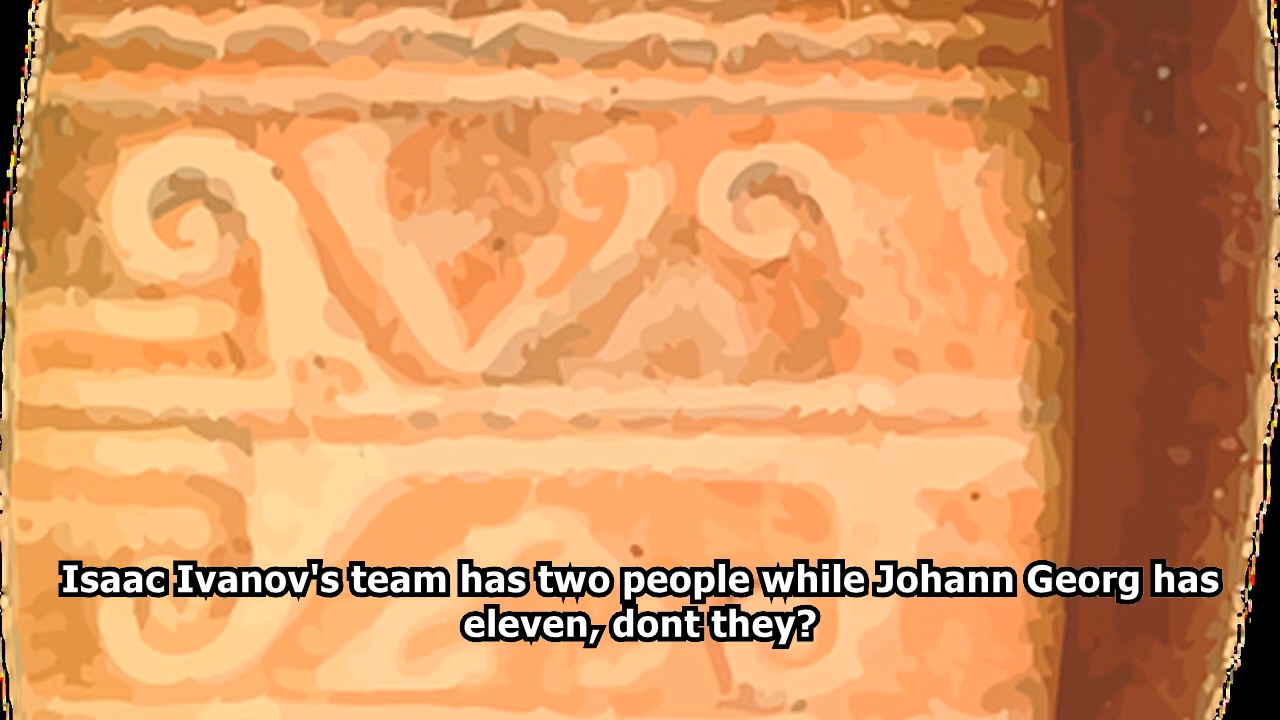 Isaac Ivanov's team has two people while Johann Georg has
eleven, dont they?